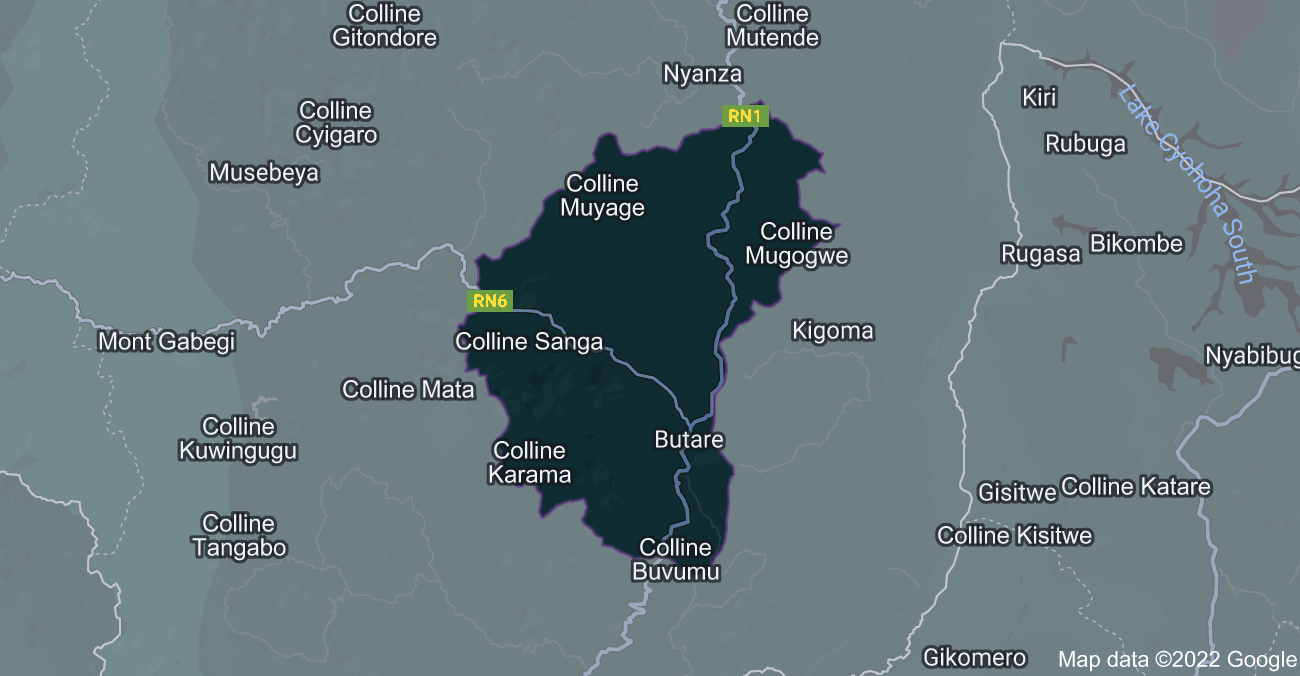 Colline
Gitondore
Colline
Mutende
Nyanza
Kiri
Colline
Cyigaro
RN1
Rubuga
Lake Cyohoha South
Musebeya
Colline
Muyage
Colline
Mugogwe
Rugasa
Bikombe
RN6
Mont Gabegi
Colline Sanga
Kigoma
Nyabibug
Colline Mata
Colline
Kuwingugu
Butare
Colline
Karama
Gisitwe
Colline Katare
Colline
Tangabo
Colline Kisitwe
Colline
Buvumu
Gikomero
Map data ©2022 Google